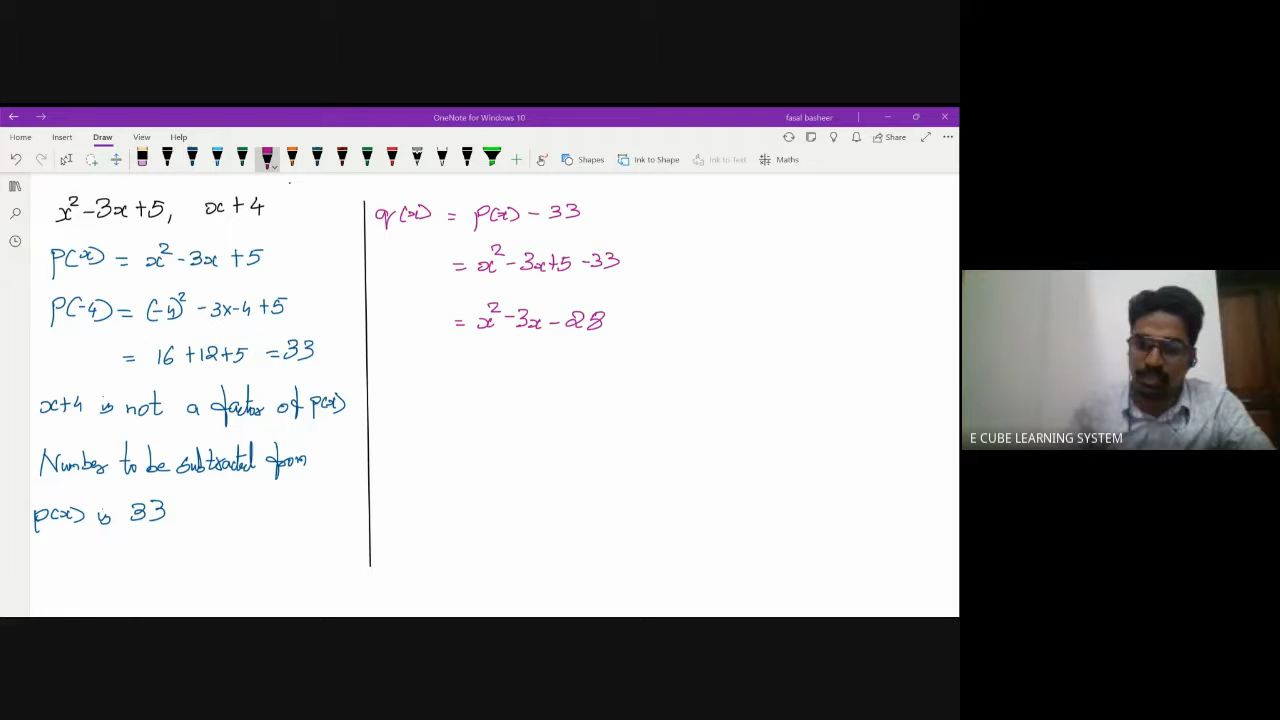 OneNote for Windows 10
fasal basheer
Home Insert Draw View Help
Share
Shapes
Ink to Shape
Ink to Text
Maths
x² - 3x + 5, x + 4
P(x) = x² - 3x + 5
P(-4) = (-4)² - 3x-4 + 5
= 16 + 12 + 5 = 33
x+4 is not a factor of P(x)
Number to be subtracted from
p(x) is 33
q(x) = p(x) - 33
= x² - 3x + 5 - 33
= x² - 3x - 28
E CUBE LEARNING SYSTEM